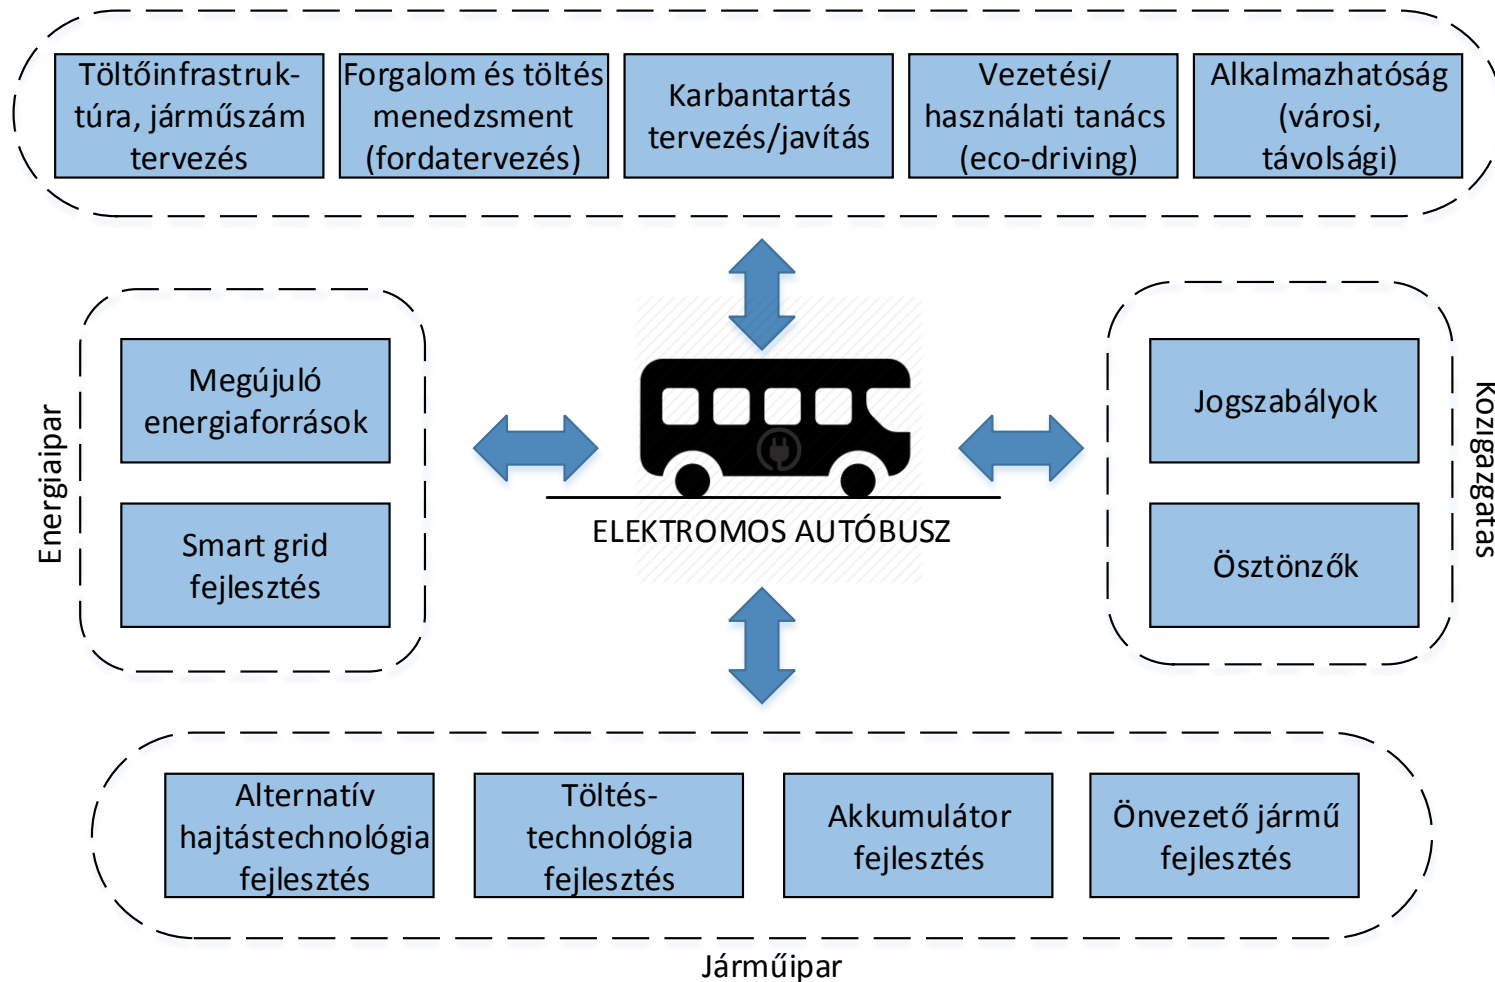 Töltőinfrastruk-
túra, járműszám
tervezés
Forgalom és töltés
menedzsment
(fordatervezés)
Karbantartás
tervezés/javítás
Vezetési/
használati tanács
(eco-driving)
Alkalmazhatóság
(városi,
távolsági)
Energiaipar
Megújuló
energiaforrások
Smart grid
fejlesztés
ELEKTROMOS AUTÓBUSZ
Jogszabályok
Ösztönzők
Közigazgatás
Alternatív
hajtástechnológia
fejlesztés
Töltés-
technológia
fejlesztés
Akkumulátor
fejlesztés
Önvezető jármű
fejlesztés
Járműipar